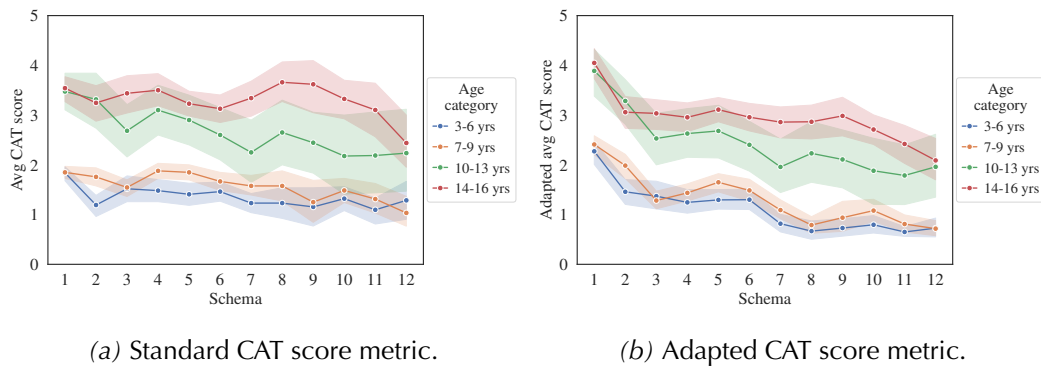 5
4
3
2
1
0
Avg CAT score
1 2 3 4 5 6 7 8 9 10 11 12
Schema
Age
category
3-6 yrs
7-9 yrs
10-13 yrs
14-16 yrs
(a) Standard CAT score metric.
5
4
3
2
1
0
Adapted avg CAT score
1 2 3 4 5 6 7 8 9 10 11 12
Schema
Age
category
3-6 yrs
7-9 yrs
10-13 yrs
14-16 yrs
(b) Adapted CAT score metric.